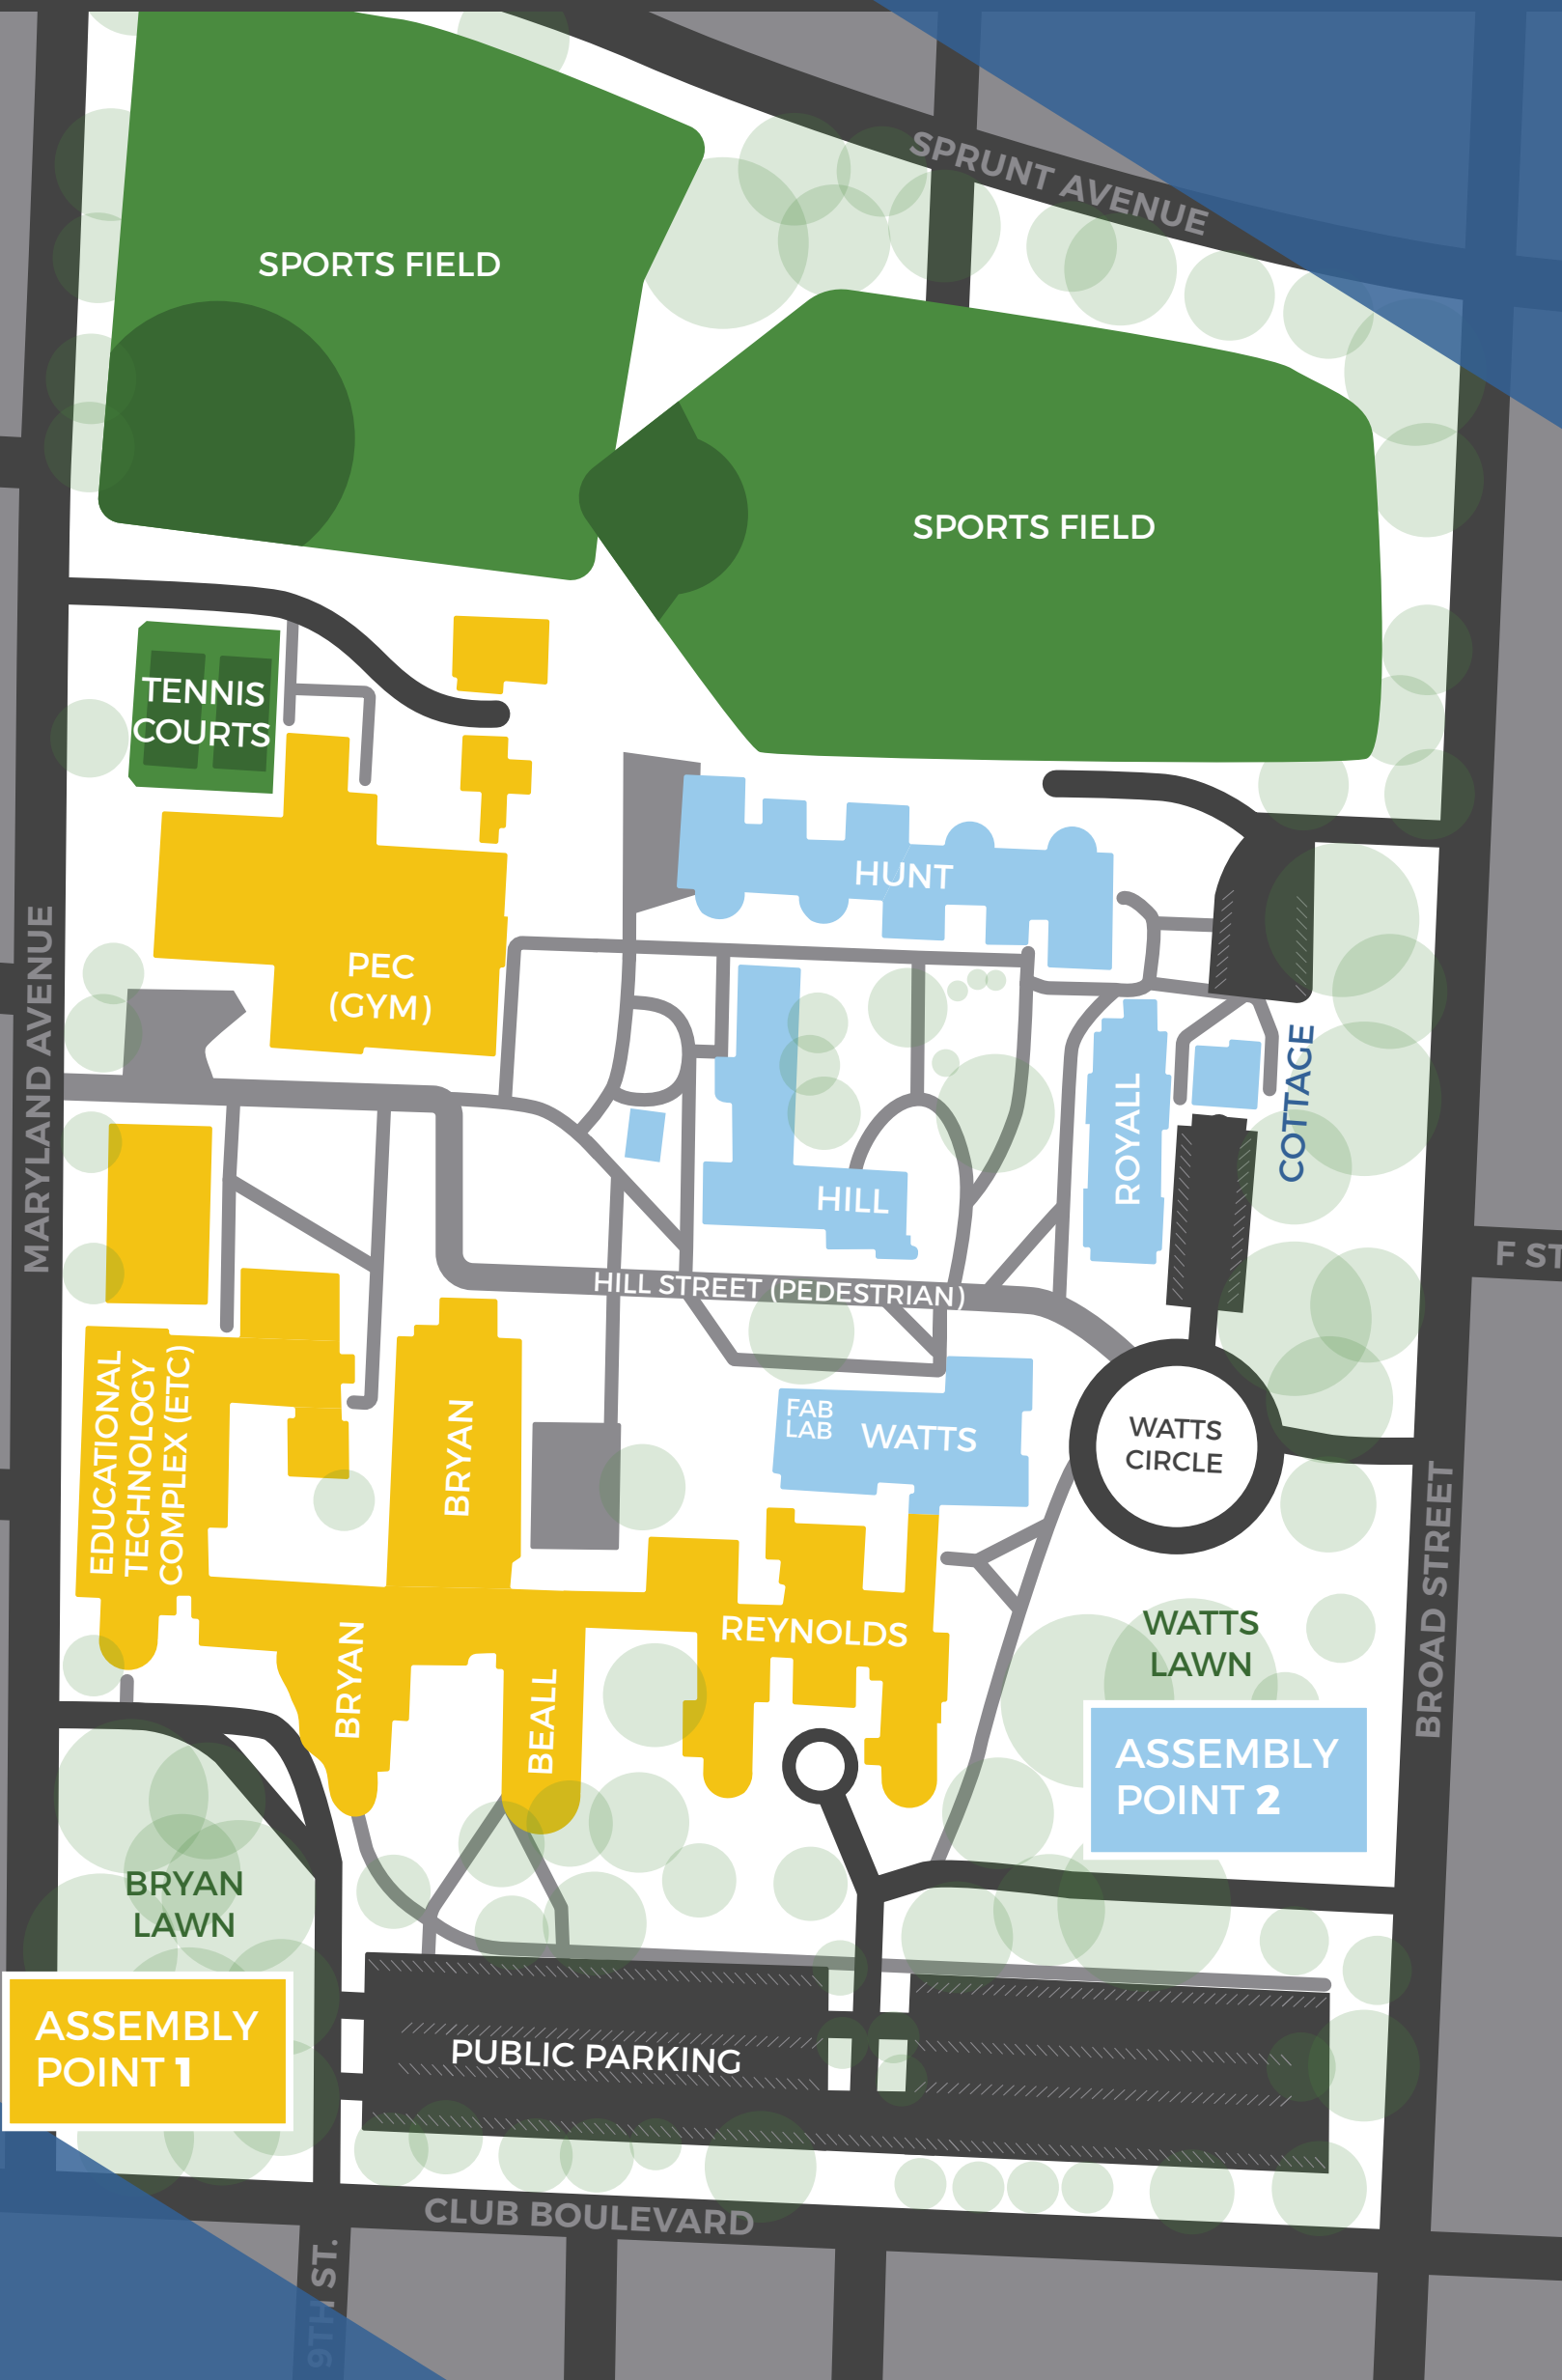 SPRUNT AVENUE
SPORTS FIELD
SPORTS FIELD
TENNIS
COURTS
HUNT
PEC
(GYM)
MARYLAND AVENUE
COTTAGE
ROYALL
HILL
F ST
HILL STREET (PEDESTRIAN)
EDUCATIONAL
TECHNOLOGY
COMPLEX (ETC)
BRYAN
FAB
LAB
WATTS
WATTS
CIRCLE
BROAD STREET
REYNOLDS
WATTS
LAWN
BRYAN
BEALL
ASSEMBLY
POINT 2
BRYAN
LAWN
ASSEMBLY
POINT 1
PUBLIC PARKING
CLUB BOULEVARD
9TH ST.